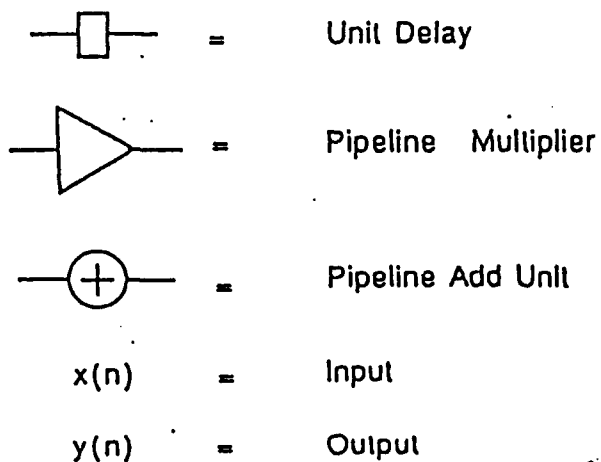 = Unit Delay
= Pipeline Multiplier
+ = Pipeline Add Unit
x(n) = Input
y(n) = Output